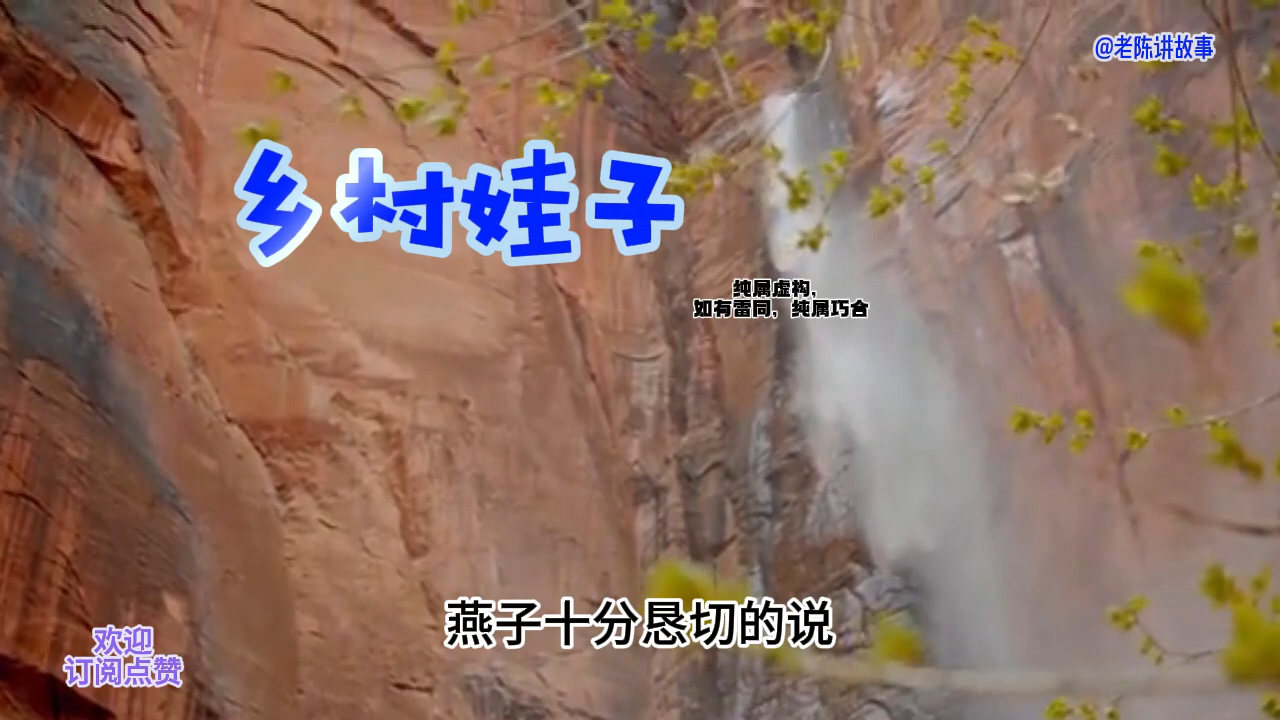 @老陈讲故事
乡村娃子
纯属虚构，
如有雷同，纯属巧合
燕子十分恳切的说
欢迎
订阅点赞